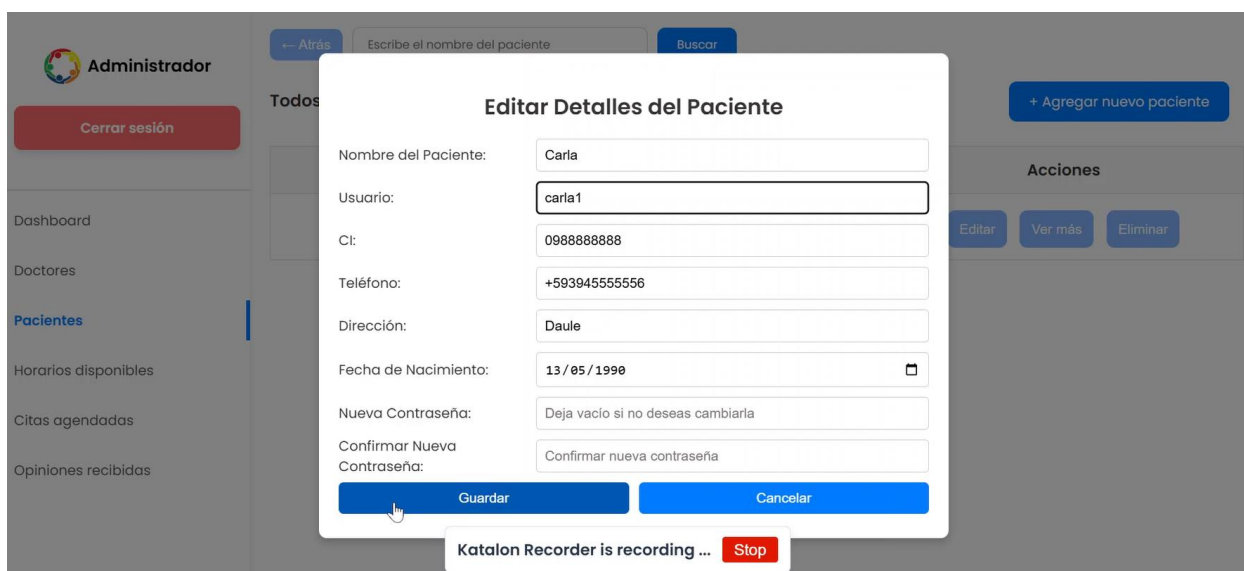 Administrador
Cerrar sesión
Dashboard
Doctores
Pacientes
Horarios disponibles
Citas agendadas
Opiniones recibidas
← Atrás
Escribe el nombre del paciente
Buscar
Todos
+ Agregar nuevo paciente
Acciones
Editar
Ver más
Eliminar
Editar Detalles del Paciente
Nombre del Paciente: Carla
Usuario: carla1
CI: 0988888888
Teléfono: +593945555556
Dirección: Daule
Fecha de Nacimiento: 13/05/1990
Nueva Contraseña: Deja vacío si no deseas cambiarla
Confirmar Nueva
Contraseña: Confirmar nueva contraseña
Guardar
Cancelar
Katalon Recorder is recording ... Stop